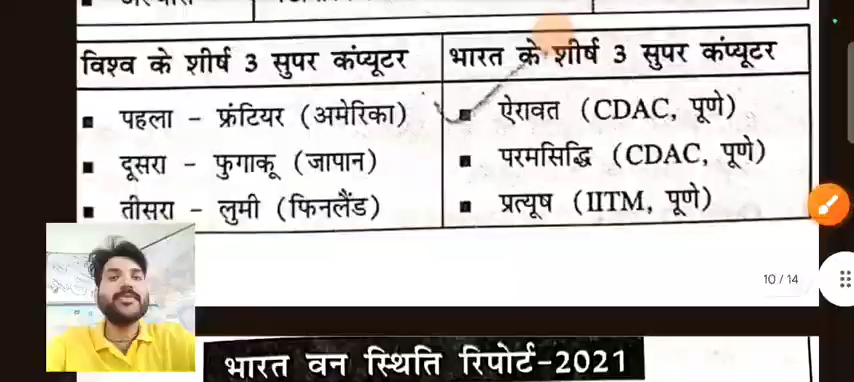 विश्व के शीर्ष 3 सुपर कंप्यूटर
▪ पहला - फ्रंटियर (अमेरिका)
▪ दूसरा - फुगाकू (जापान)
▪ तीसरा - लुमी (फिनलैंड)
भारत के शीर्ष 3 सुपर कंप्यूटर
▪ ऐरावत (CDAC, पूणे)
▪ परमसिद्धि (CDAC, पूणे)
▪ प्रत्यूष (IITM, पूणे)
10 / 14
भारत वन स्थिति रिपोर्ट-2021